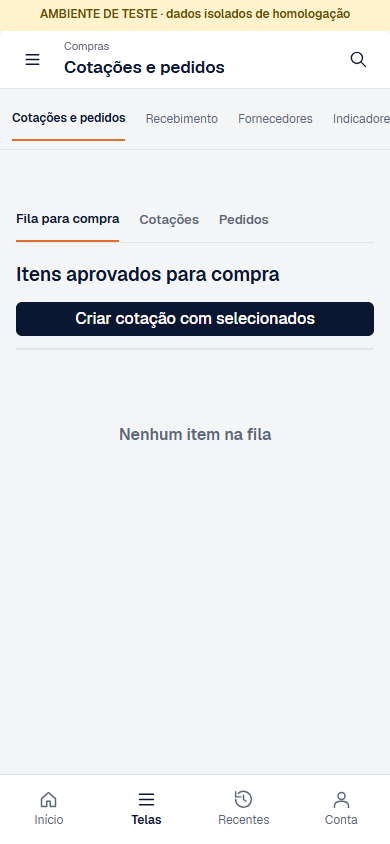 AMBIENTE DE TESTE · dados isolados de homologação
Compras
Cotações e pedidos
Cotações e pedidos Recebimento Fornecedores Indicadore
Fila para compra Cotações Pedidos
Itens aprovados para compra
Criar cotação com selecionados
Nenhum item na fila
Início Telas Recentes Conta